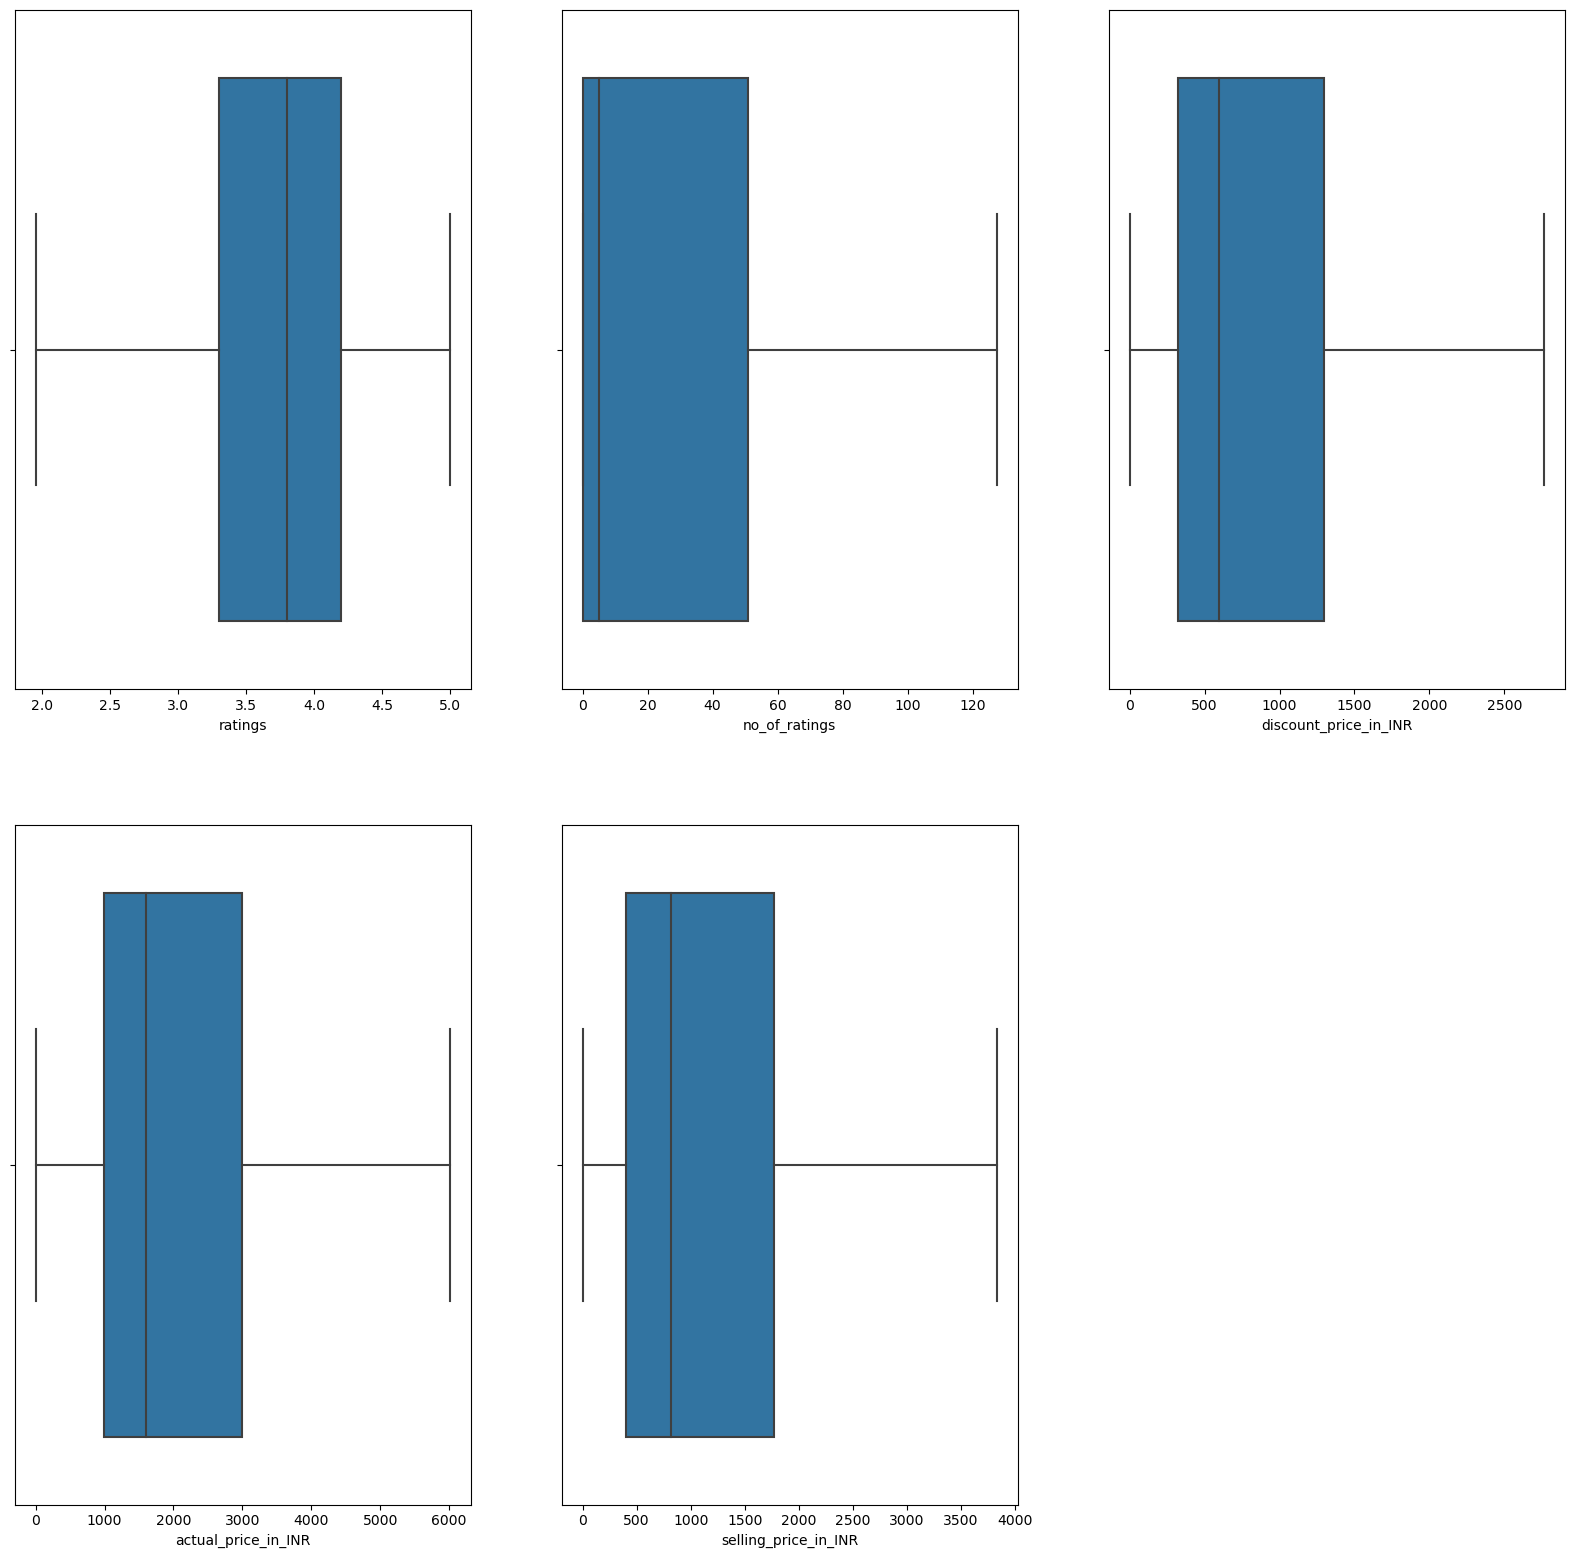 2.0 2.5 3.0 3.5 4.0 4.5 5.0
ratings
0 20 40 60 80 100 120
no_of_ratings
0 500 1000 1500 2000 2500
discount_price_in_INR
0 1000 2000 3000 4000 5000 6000
actual_price_in_INR
0 500 1000 1500 2000 2500 3000 3500 4000
selling_price_in_INR